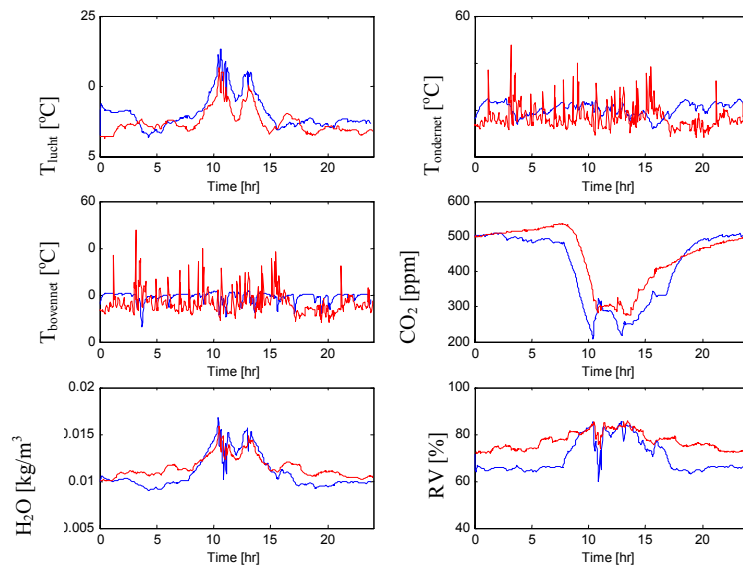 25
0
5
T_lucht [°C]
0 5 10 15 20
Time [hr]
60
T_ondernet [°C]
0 5 10 15 20
Time [hr]
60
0
0
0
T_bovennet [°C]
0 5 10 15 20
Time [hr]
600
500
400
300
200
CO₂ [ppm]
0 5 10 15 20
Time [hr]
0.02
0.015
0.01
0.005
H₂O [kg/m³]
0 5 10 15 20
Time [hr]
100
80
60
40
RV [%]
0 5 10 15 20
Time [hr]